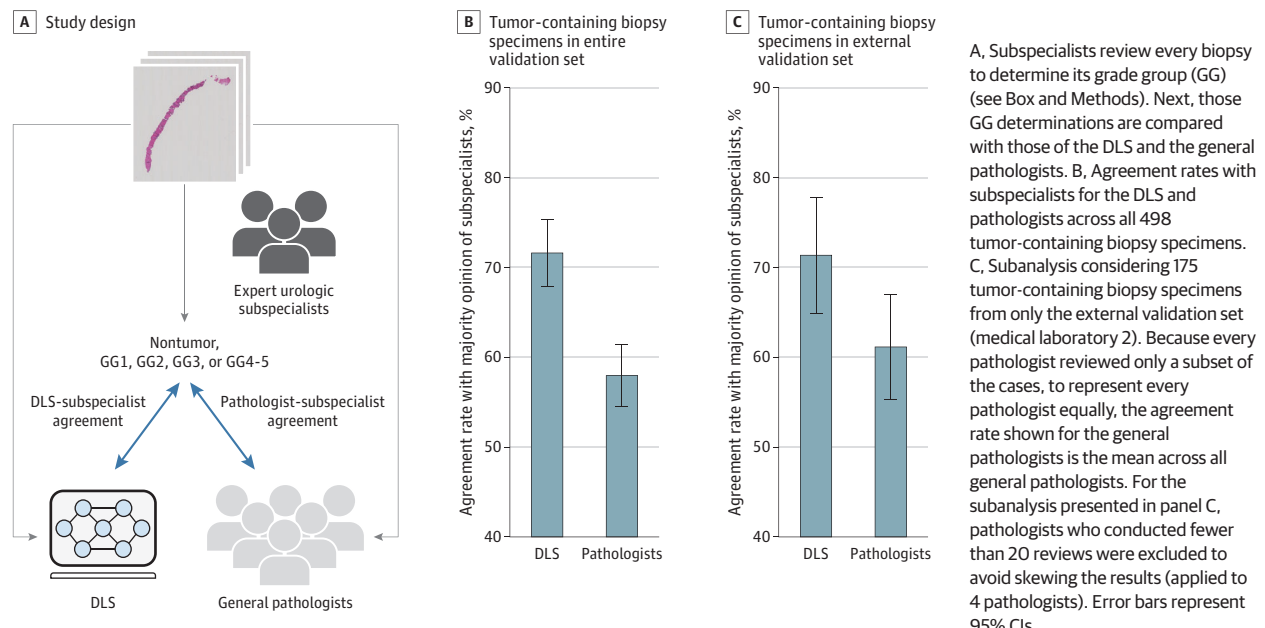 A Study design
Expert urologic
subspecialists
Nontumor,
GG1, GG2, GG3, or GG4-5
DLS-subspecialist
agreement
Pathologist-subspecialist
agreement
DLS
General pathologists
B Tumor-containing biopsy
specimens in entire
validation set
Agreement rate with majority opinion of subspecialists, %
90
80
70
60
50
40
DLS
Pathologists
C Tumor-containing biopsy
specimens in external
validation set
Agreement rate with majority opinion of subspecialists, %
90
80
70
60
50
40
DLS
Pathologists
A, Subspecialists review every biopsy
to determine its grade group (GG)
(see Box and Methods). Next, those
GG determinations are compared
with those of the DLS and the general
pathologists. B, Agreement rates with
subspecialists for the DLS and
pathologists across all 498
tumor-containing biopsy specimens.
C, Subanalysis considering 175
tumor-containing biopsy specimens
from only the external validation set
(medical laboratory 2). Because every
pathologist reviewed only a subset of
the cases, to represent every
pathologist equally, the agreement
rate shown for the general
pathologists is the mean across all
general pathologists. For the
subanalysis presented in panel C,
pathologists who conducted fewer
than 20 reviews were excluded to
avoid skewing the results (applied to
4 pathologists). Error bars represent
95% CIs